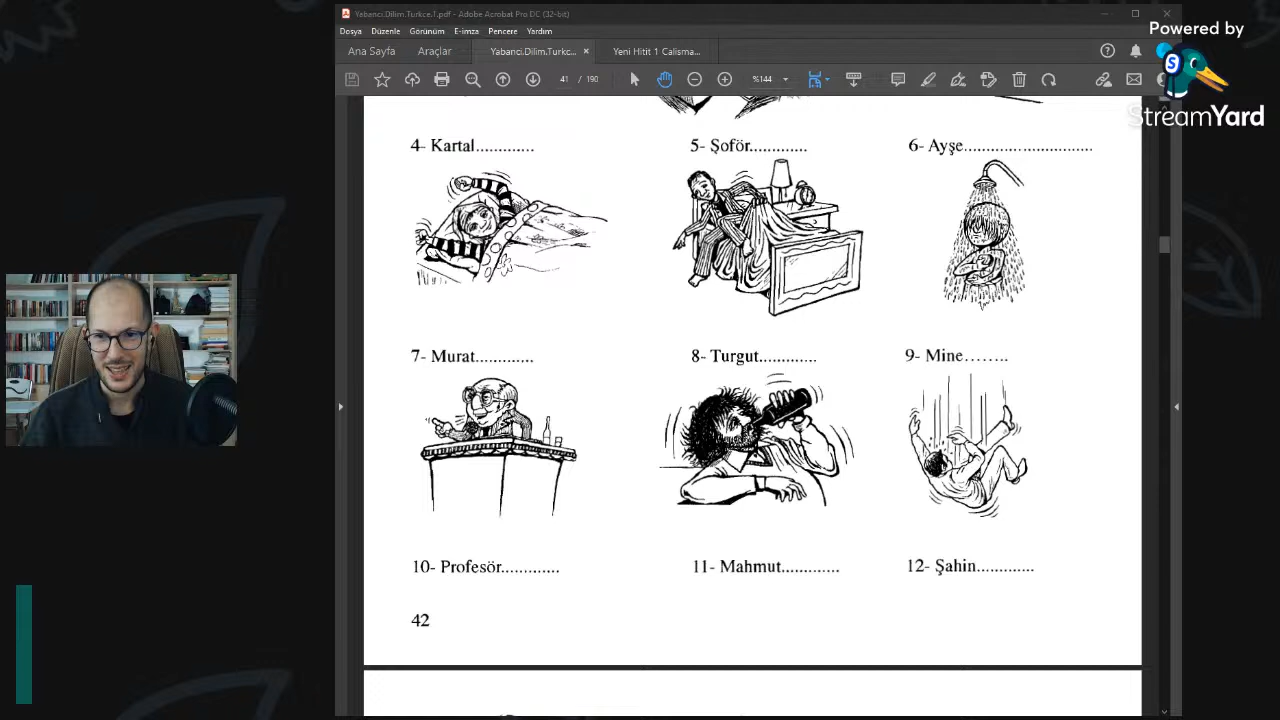 Yabanci.Dilim.Turkce.1.pdf - Adobe Acrobat Pro DC (32-bit)
Dosya Düzenle Görünüm E-imza Pencere Yardım
Ana Sayfa Araçlar Yabanci.Dilim.Turkc... × Yeni Hitit 1 Calisma...
41 / 190 %144
Powered by
StreamYard
4- Kartal.............
5- Şoför.............
6- Ayşe.............................
7- Murat.............
8- Turgut.............
9- Mine........
10- Profesör.............
11- Mahmut.............
12- Şahin.............
42